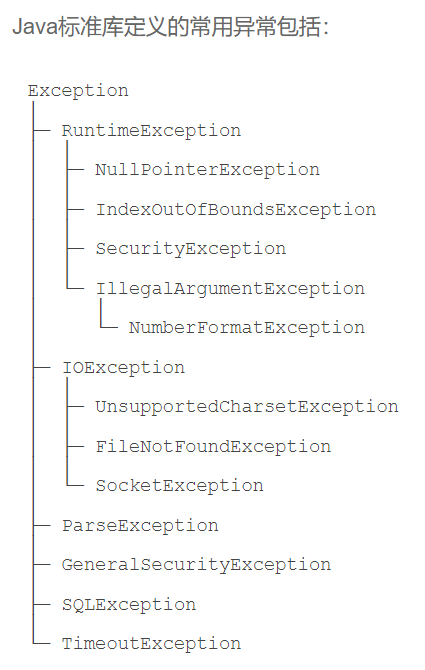 Java标准库定义的常用异常包括：
Exception
RuntimeException
NullPointerException
IndexOutOfBoundsException
SecurityException
IllegalArgumentException
NumberFormatException
IOException
UnsupportedCharsetException
FileNotFoundException
SocketException
ParseException
GeneralSecurityException
SQLException
TimeoutException